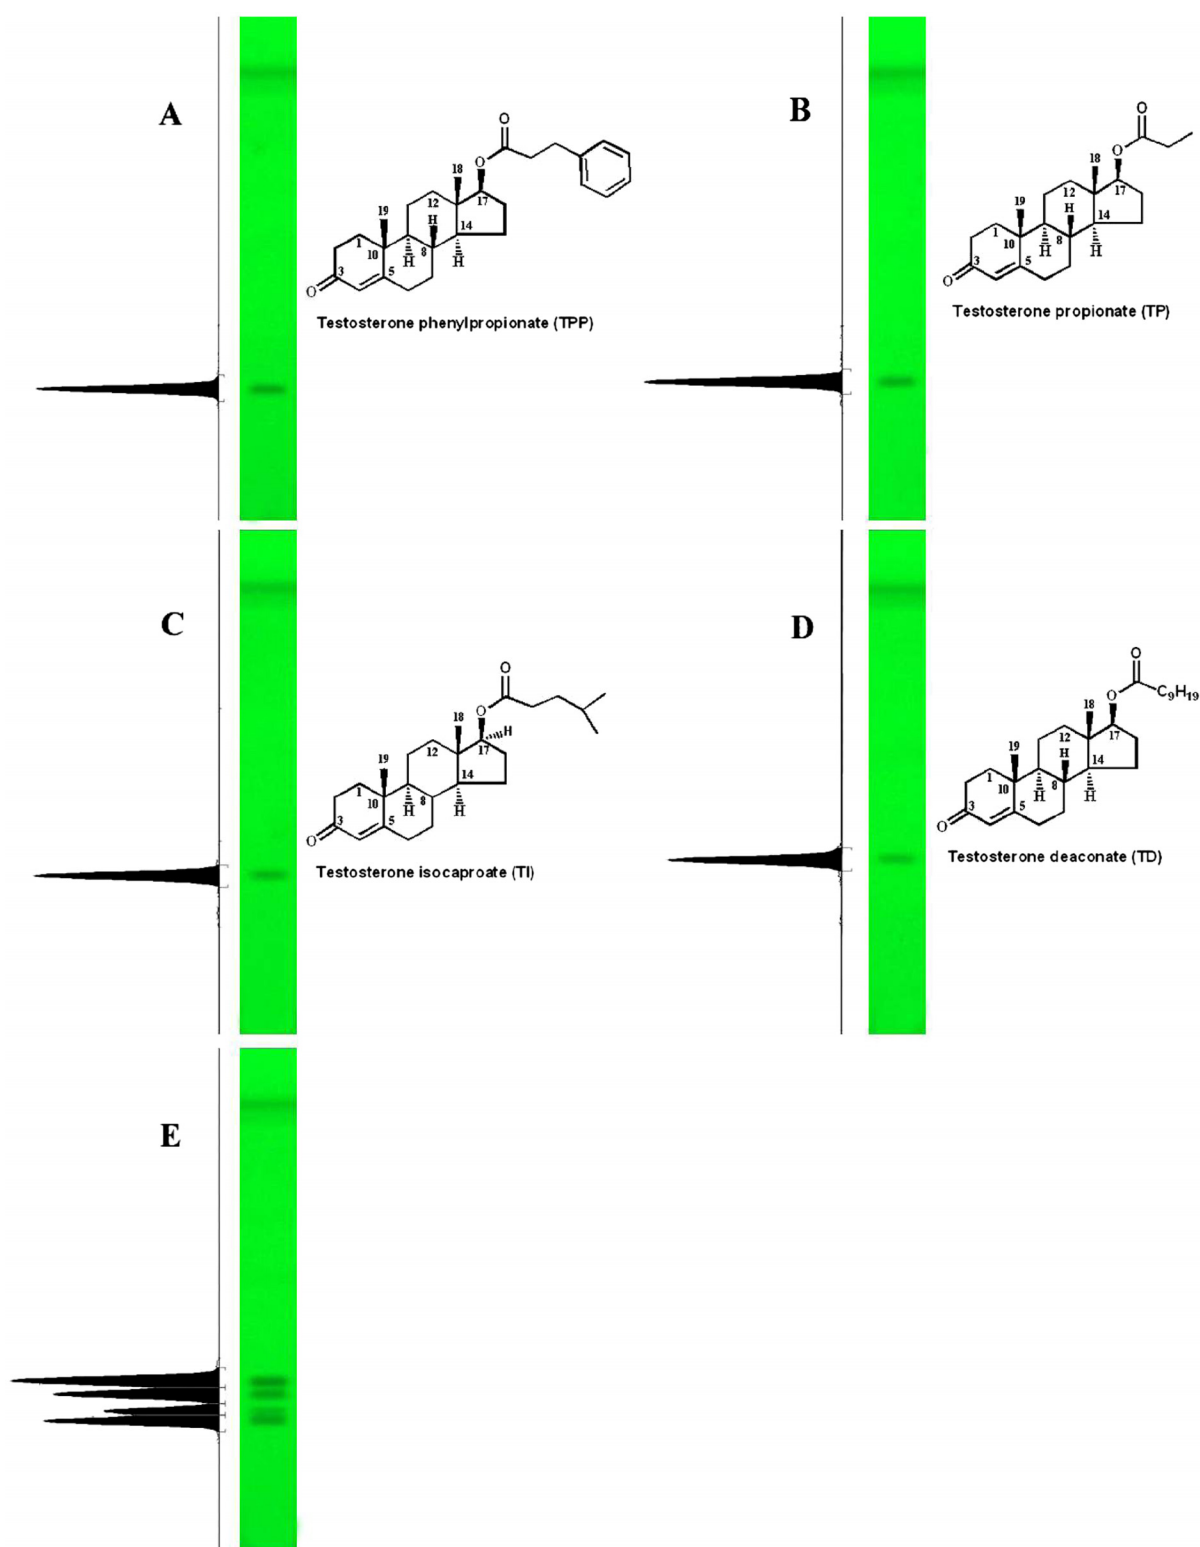 A
O
O
18
12
17
19
H
14
1
10
8
H
H
3
5
O
Testosterone phenylpropionate (TPP)
B
O
O
18
12
17
19
H
14
1
10
8
H
H
3
5
O
Testosterone propionate (TP)
C
O
O
18
H
12
17
19
14
1
10
8
H
H
3
5
O
Testosterone isocaproate (TI)
D
O
O
C9H19
18
12
17
19
H
14
1
10
8
H
H
3
5
O
Testosterone deaconate (TD)
E